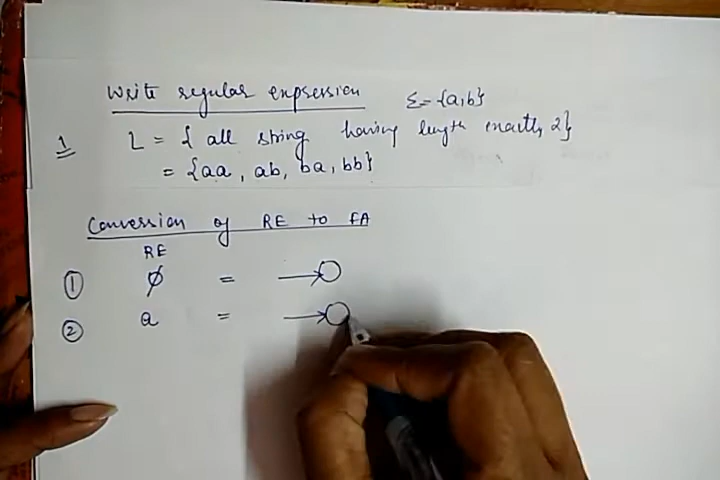 Write regular expression Σ = {a,b}
1 L = { all string having length exactly 2}
= {aa, ab, ba, bb}
Conversion of RE to FA
RE
① ϕ = →○
② a = →○